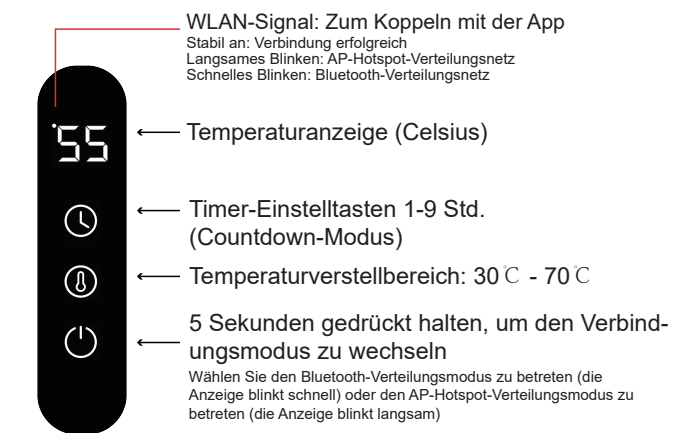 WLAN-Signal: Zum Koppeln mit der App
Stabil an: Verbindung erfolgreich
Langsames Blinken: AP-Hotspot-Verteilungsnetz
Schnelles Blinken: Bluetooth-Verteilungsnetz
55
Temperaturanzeige (Celsius)
Timer-Einstelltasten 1-9 Std.
(Countdown-Modus)
Temperaturverstellbereich: 30℃ - 70℃
5 Sekunden gedrückt halten, um den Verbind-
ungsmodus zu wechseln
Wählen Sie den Bluetooth-Verteilungsmodus zu betreten (die
Anzeige blinkt schnell) oder den AP-Hotspot-Verteilungsmodus zu
betreten (die Anzeige blinkt langsam)